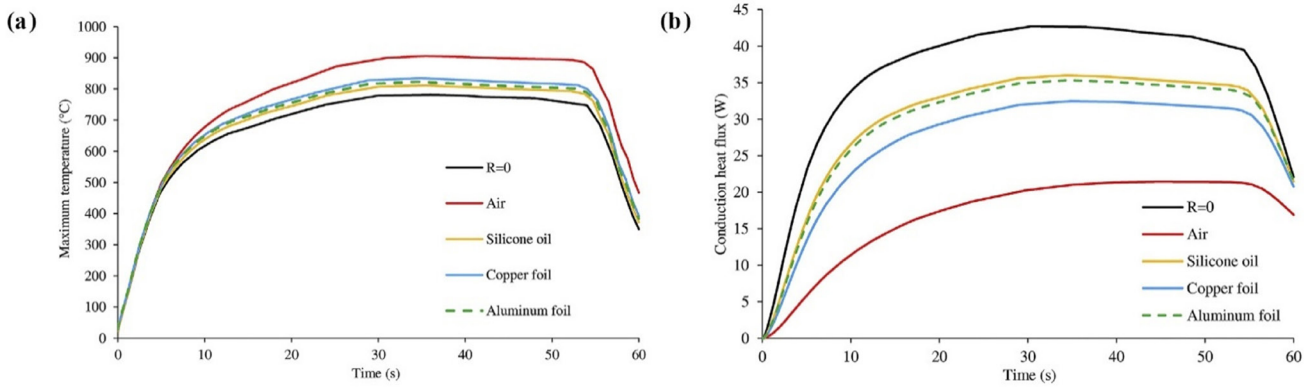 (a)
1000
900
800
700
600
500
400
300
200
100
0
Maximum temperature (°C)
0 10 20 30 40 50 60
Time (s)
R=0
Air
Silicone oil
Copper foil
Aluminum foil
(b)
45
40
35
30
25
20
15
10
5
0
Conduction heat flux (W)
0 10 20 30 40 50 60
Time (s)
R=0
Air
Silicone oil
Copper foil
Aluminum foil